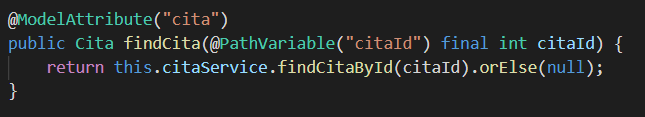 @ModelAttribute("cita")
public Cita findCita(@PathVariable("citaId") final int citaId) {
    return this.citaService.findCitaById(citaId).orElse(null);
}